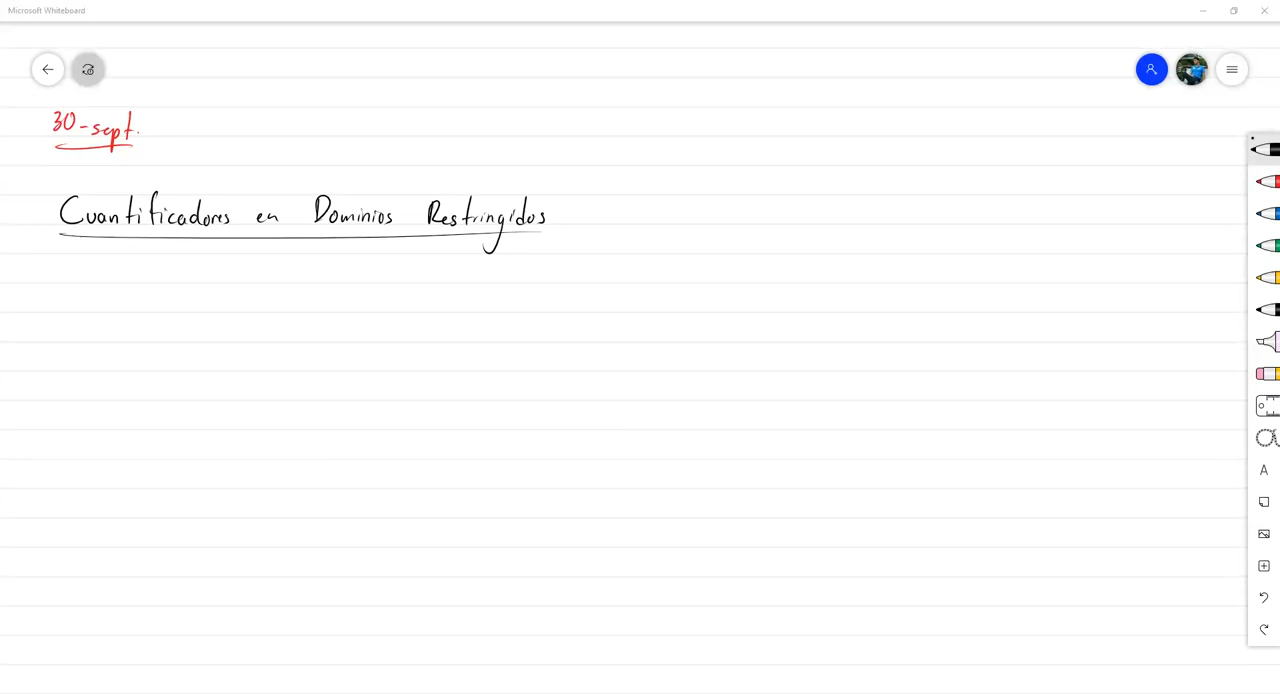 Microsoft Whiteboard
30-sept.
Cuantificadores en Dominios Restringidos
A